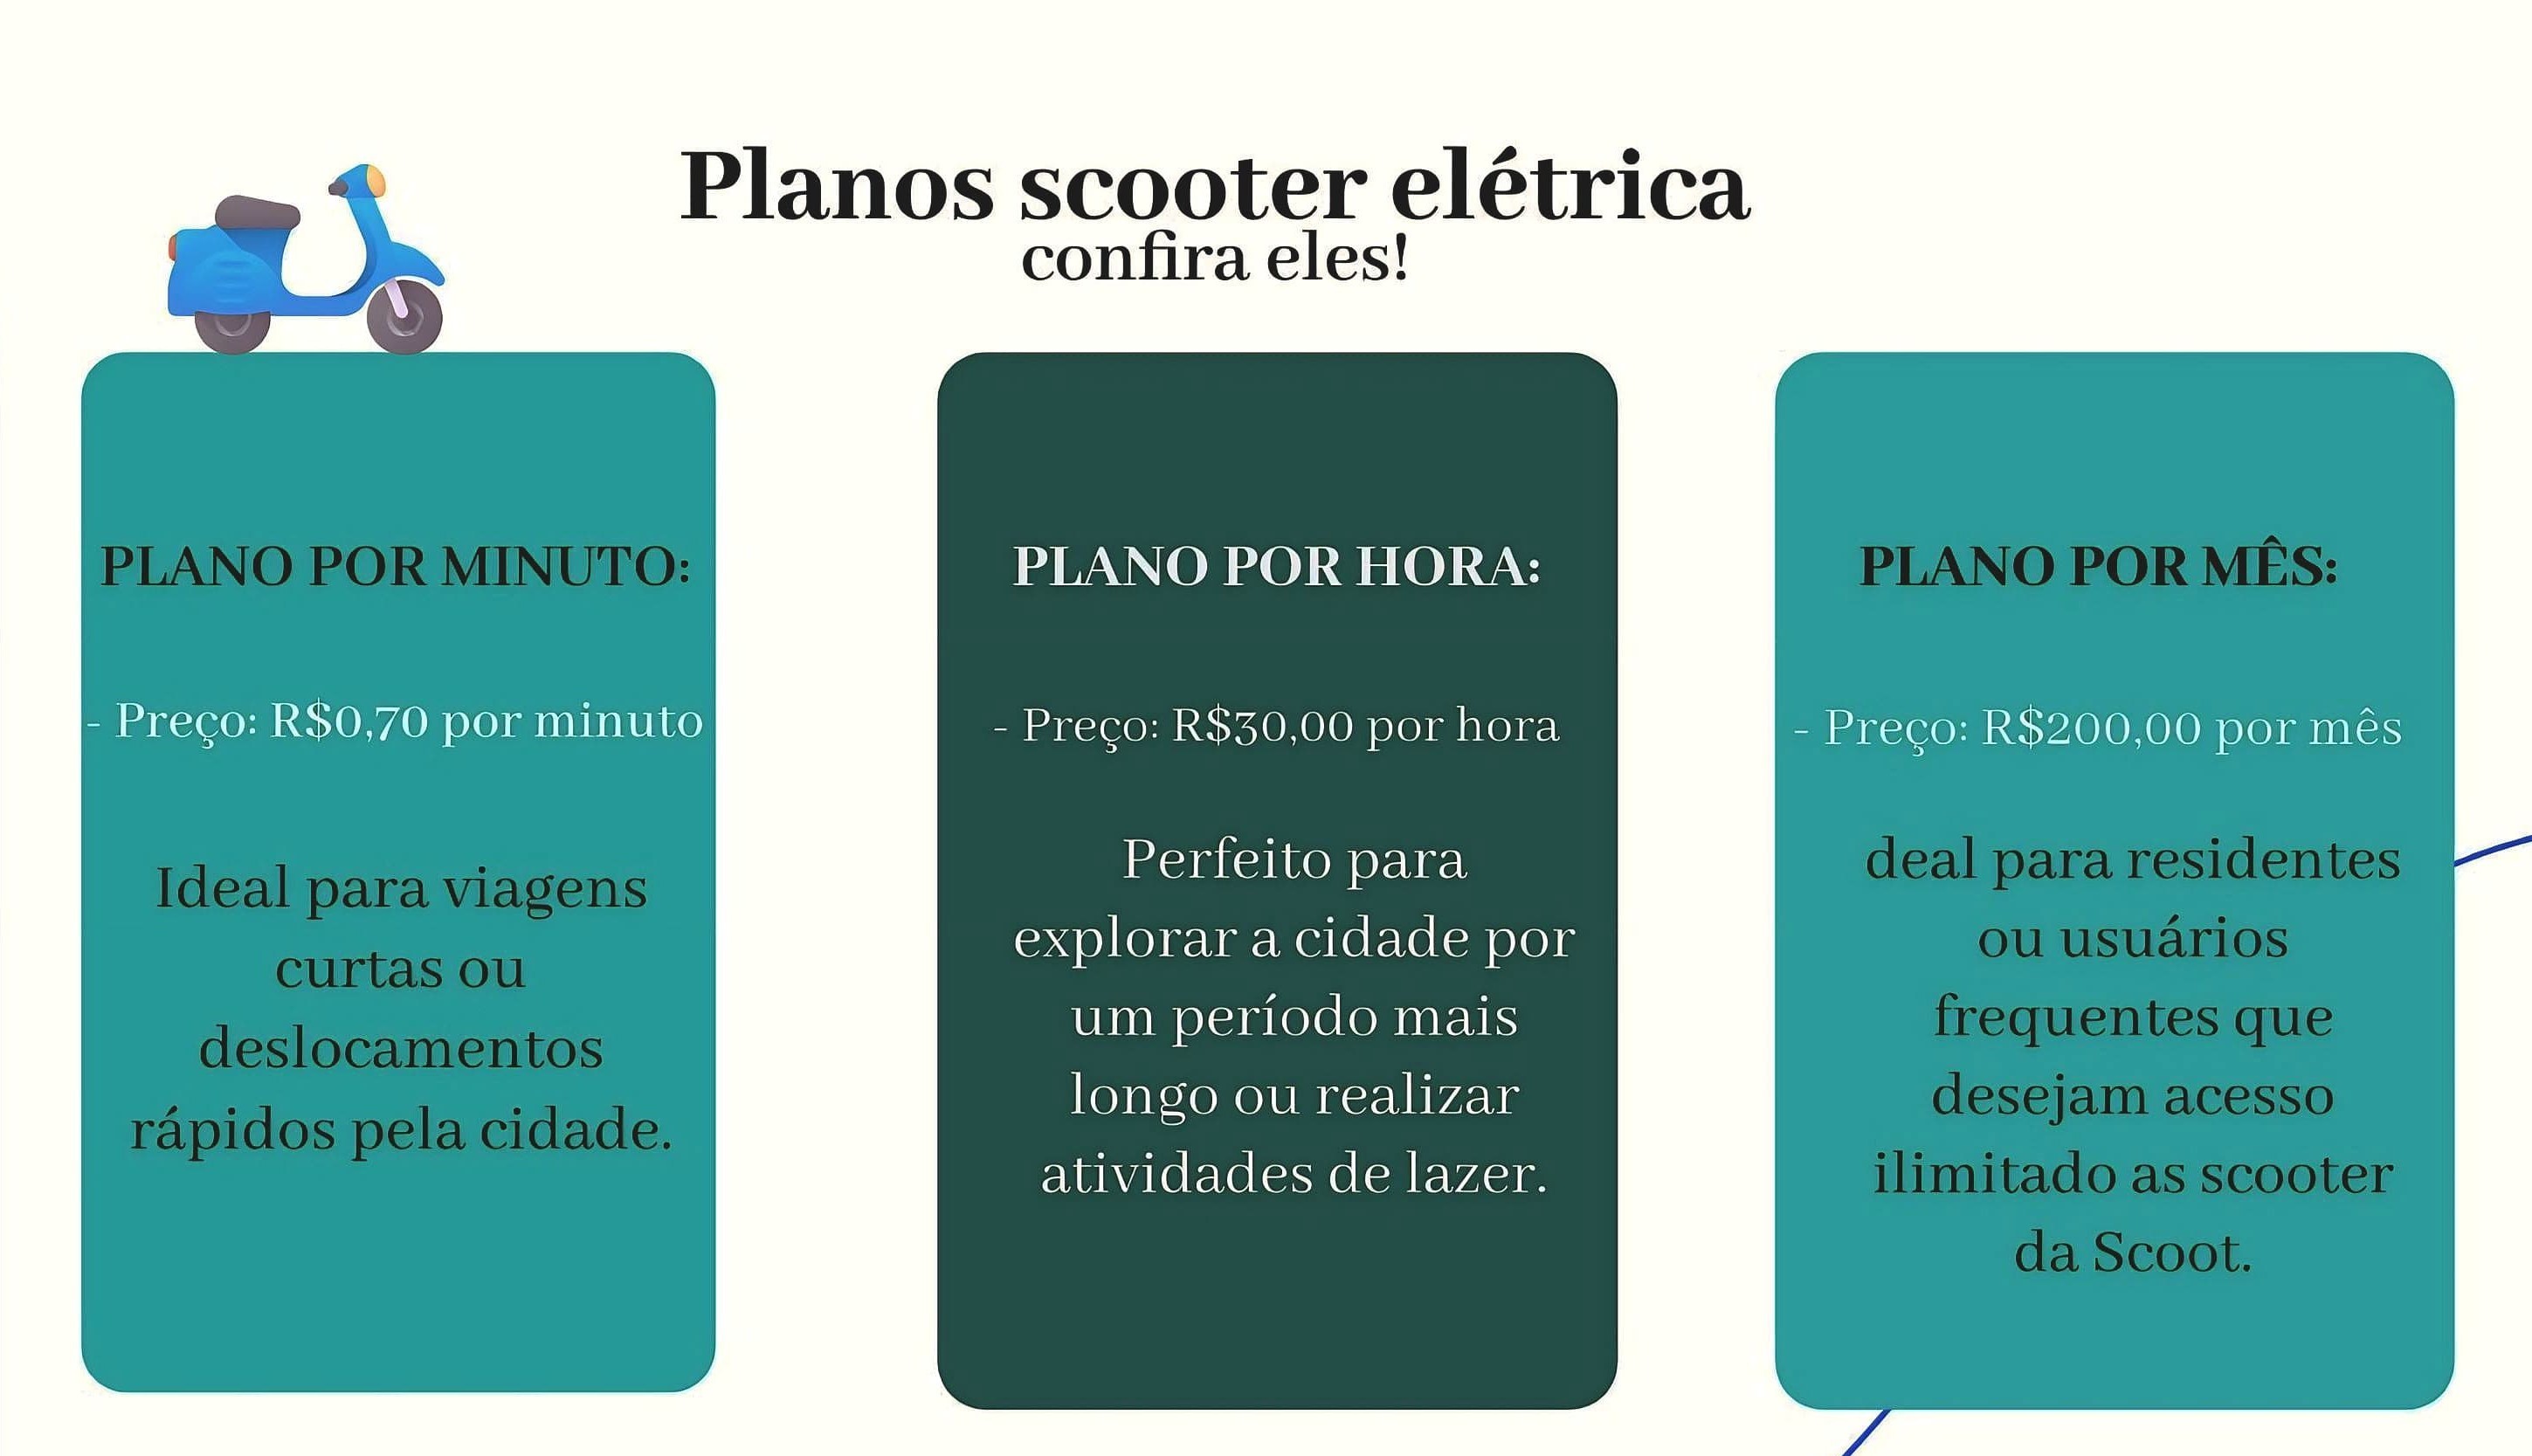 Planos scooter elétrica
confira eles!
PLANO POR MINUTO:
- Preço: R$0,70 por minuto
Ideal para viagens
curtas ou
deslocamentos
rápidos pela cidade.
PLANO POR HORA:
- Preço: R$30,00 por hora
Perfeito para
explorar a cidade por
um período mais
longo ou realizar
atividades de lazer.
PLANO POR MÊS:
- Preço: R$200,00 por mês
deal para residentes
ou usuários
frequentes que
desejam acesso
ilimitado as scooter
da Scoot.